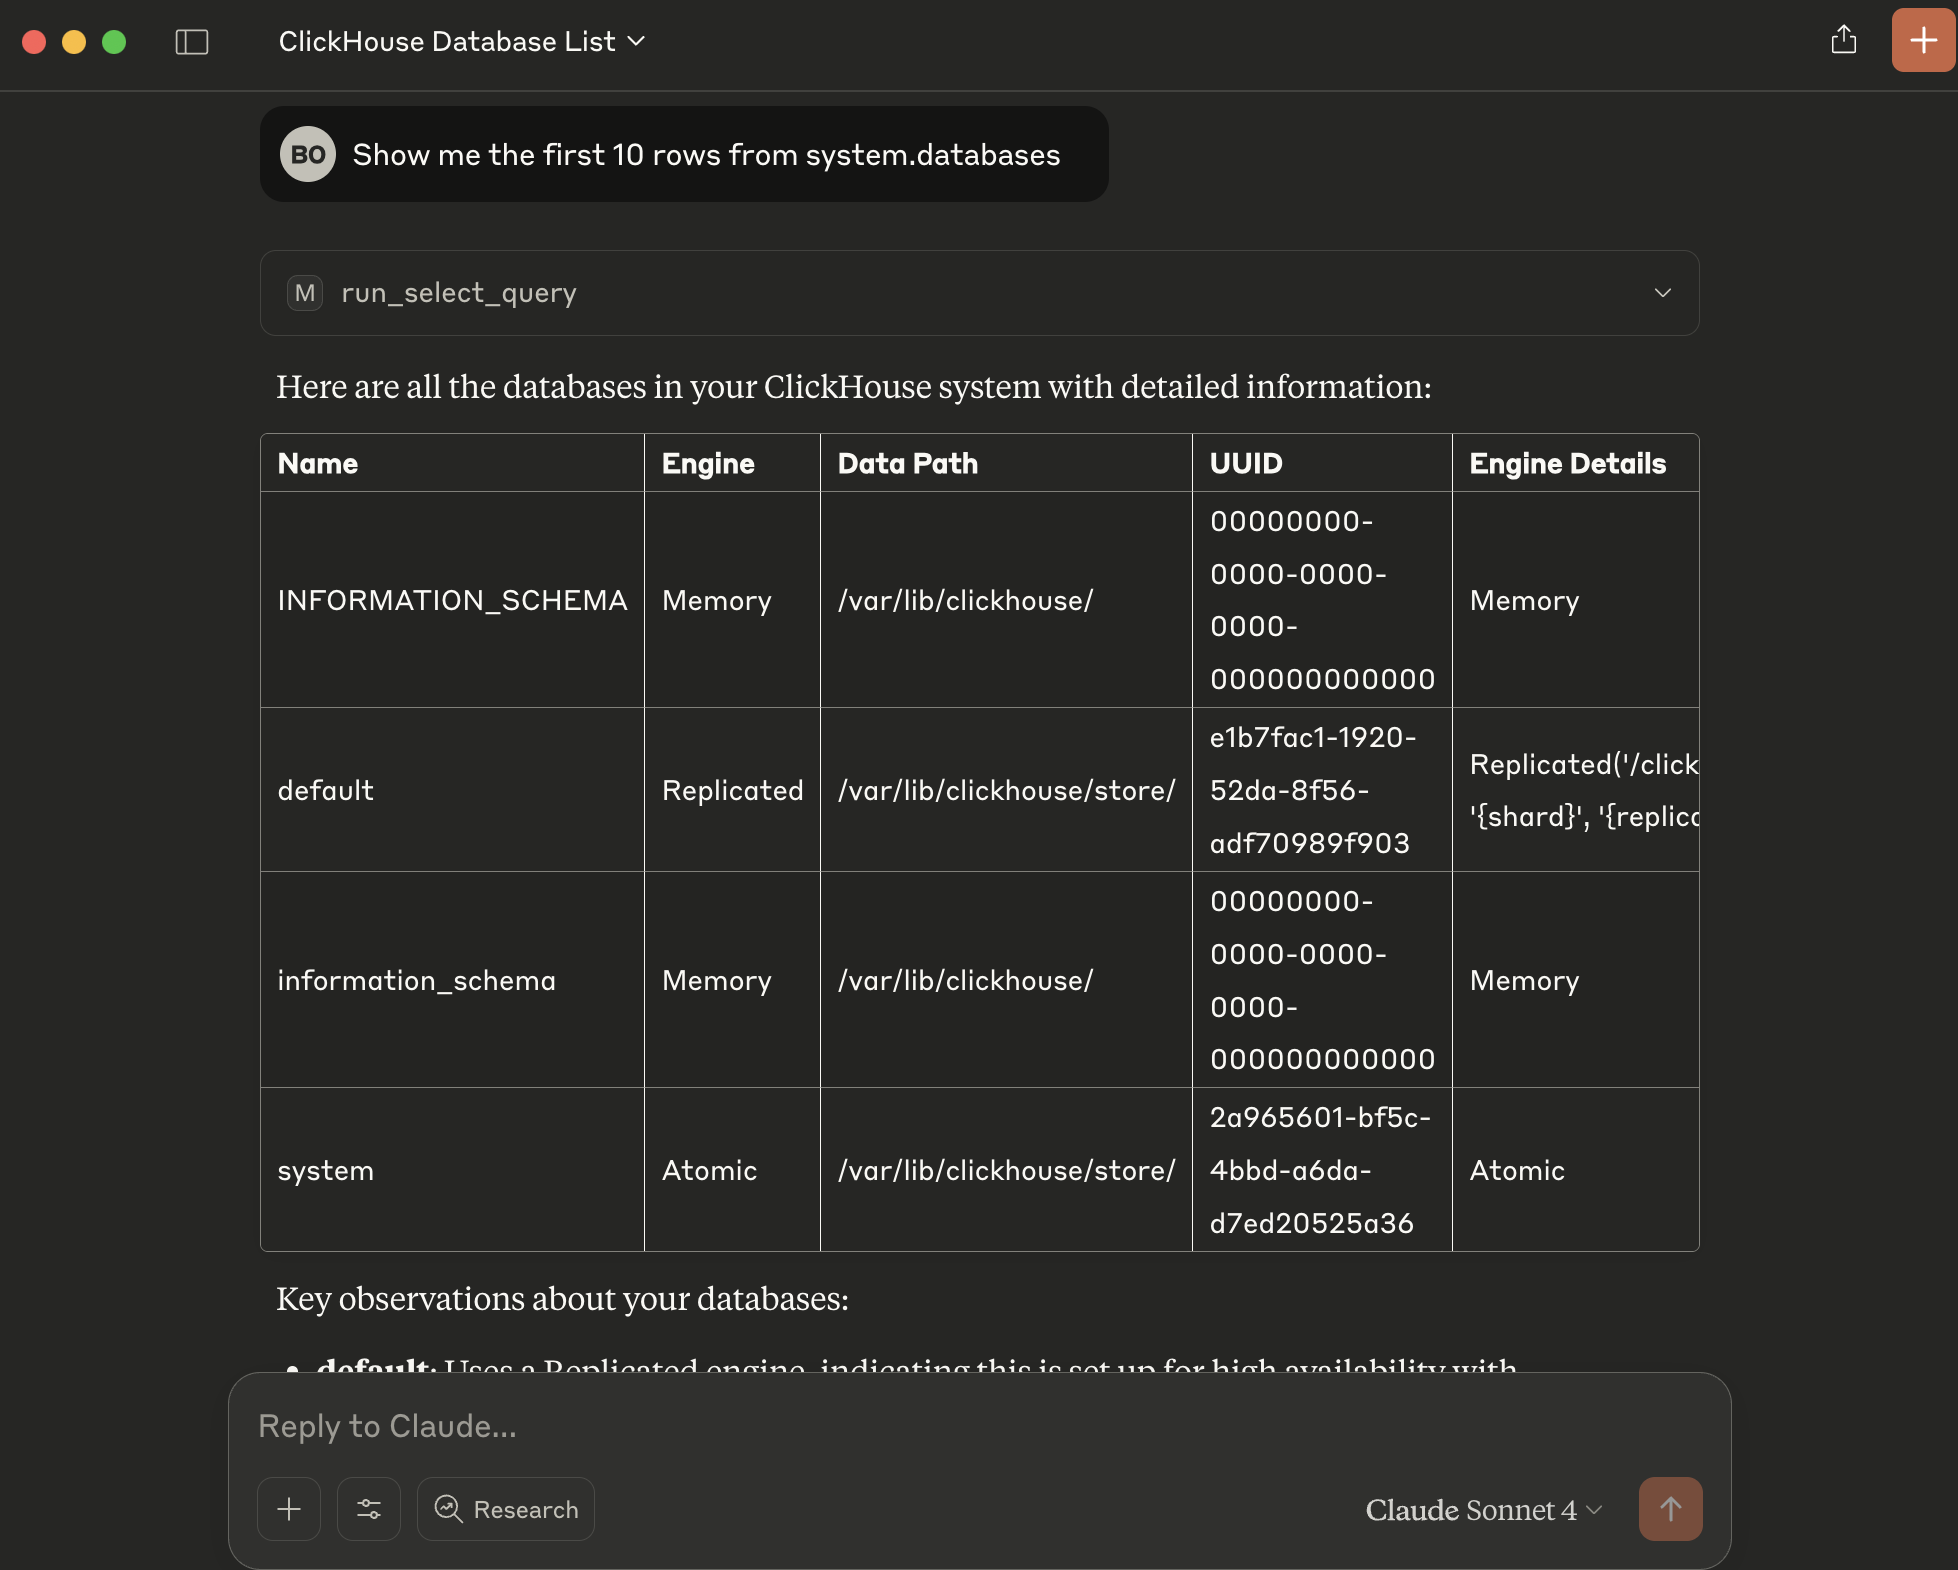 ClickHouse Database List
BO
Show me the first 10 rows from system.databases
M run_select_query
Here are all the databases in your ClickHouse system with detailed information:
Name Engine Data Path UUID Engine Details
INFORMATION_SCHEMA Memory /var/lib/clickhouse/ 00000000-
0000-0000-
0000-
000000000000 Memory
default Replicated /var/lib/clickhouse/store/ e1b7fac1-1920-
52da-8f56-
adf70989f903 Replicated('/click
'{shard}', '{replica
information_schema Memory /var/lib/clickhouse/ 00000000-
0000-0000-
0000-
000000000000 Memory
system Atomic /var/lib/clickhouse/store/ 2a965601-bf5c-
4bbd-a6da-
d7ed20525a36 Atomic
Key observations about your databases:
• default: Uses a Replicated engine, indicating this is set up for high availability with
Reply to Claude...
Research
Claude Sonnet 4